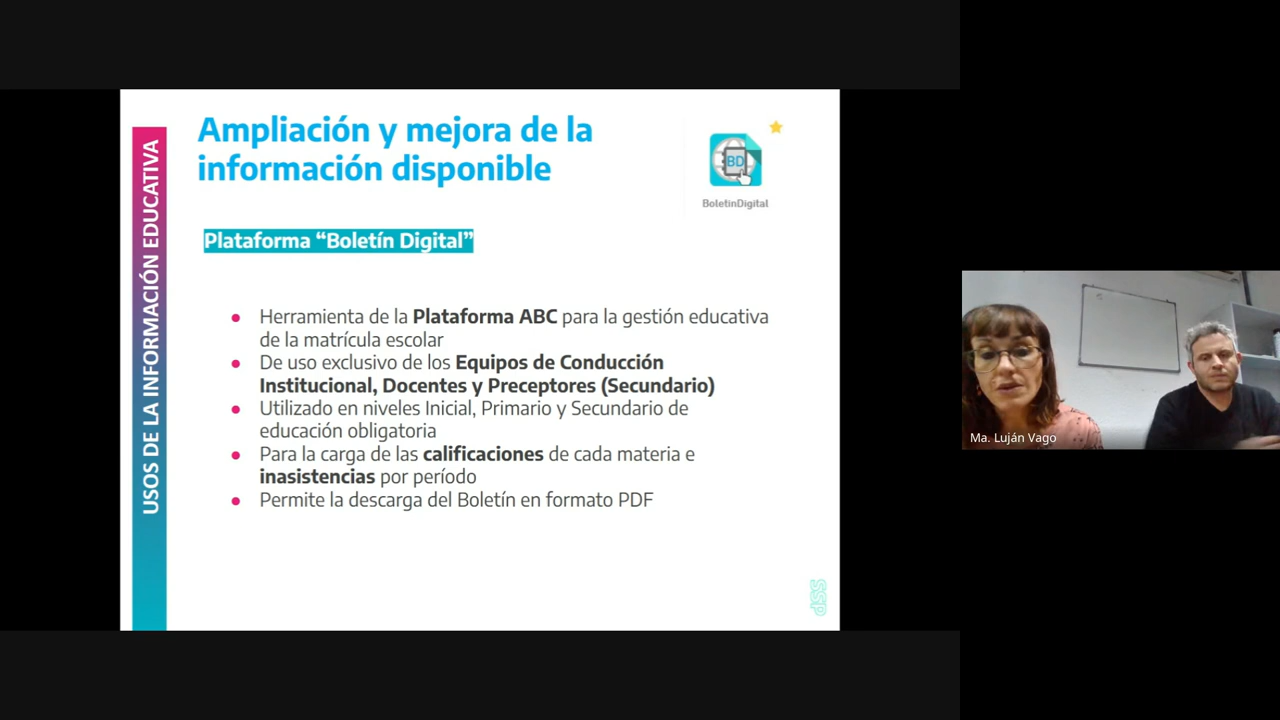 Ampliación y mejora de la
información disponible
BD
BoletinDigital
USOS DE LA INFORMACIÓN EDUCATIVA
Plataforma “Boletín Digital”
● Herramienta de la Plataforma ABC para la gestión educativa
de la matrícula escolar
● De uso exclusivo de los Equipos de Conducción
Institucional, Docentes y Preceptores (Secundario)
● Utilizado en niveles Inicial, Primario y Secundario de
educación obligatoria
● Para la carga de las calificaciones de cada materia e
inasistencias por período
● Permite la descarga del Boletín en formato PDF
dSS
Ma. Luján Vago